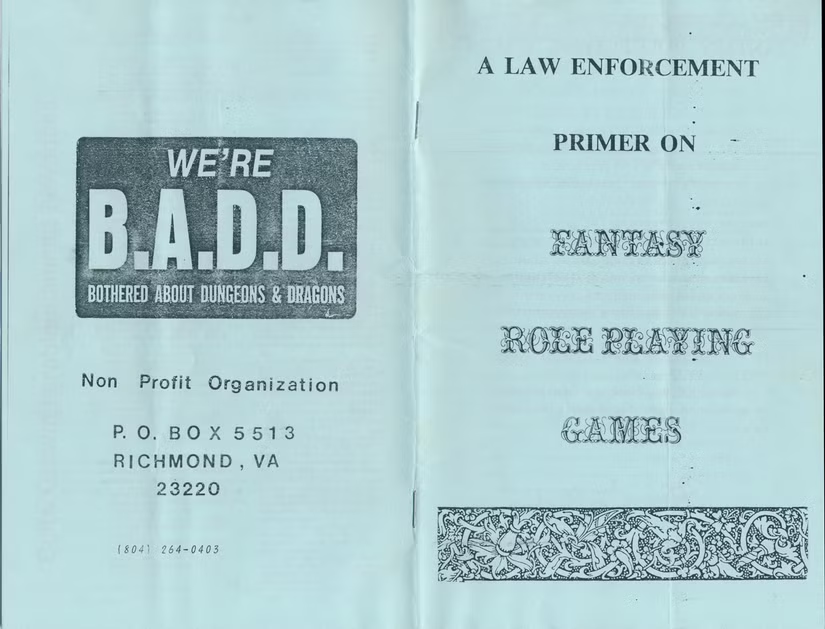 WE'RE
B.A.D.D.
BOTHERED ABOUT DUNGEONS & DRAGONS
Non Profit Organization
P. O. BOX 5513
RICHMOND, VA
23220
(804) 264-0403
A LAW ENFORCEMENT
PRIMER ON
FANTASY
ROLE PLAYING
GAMES